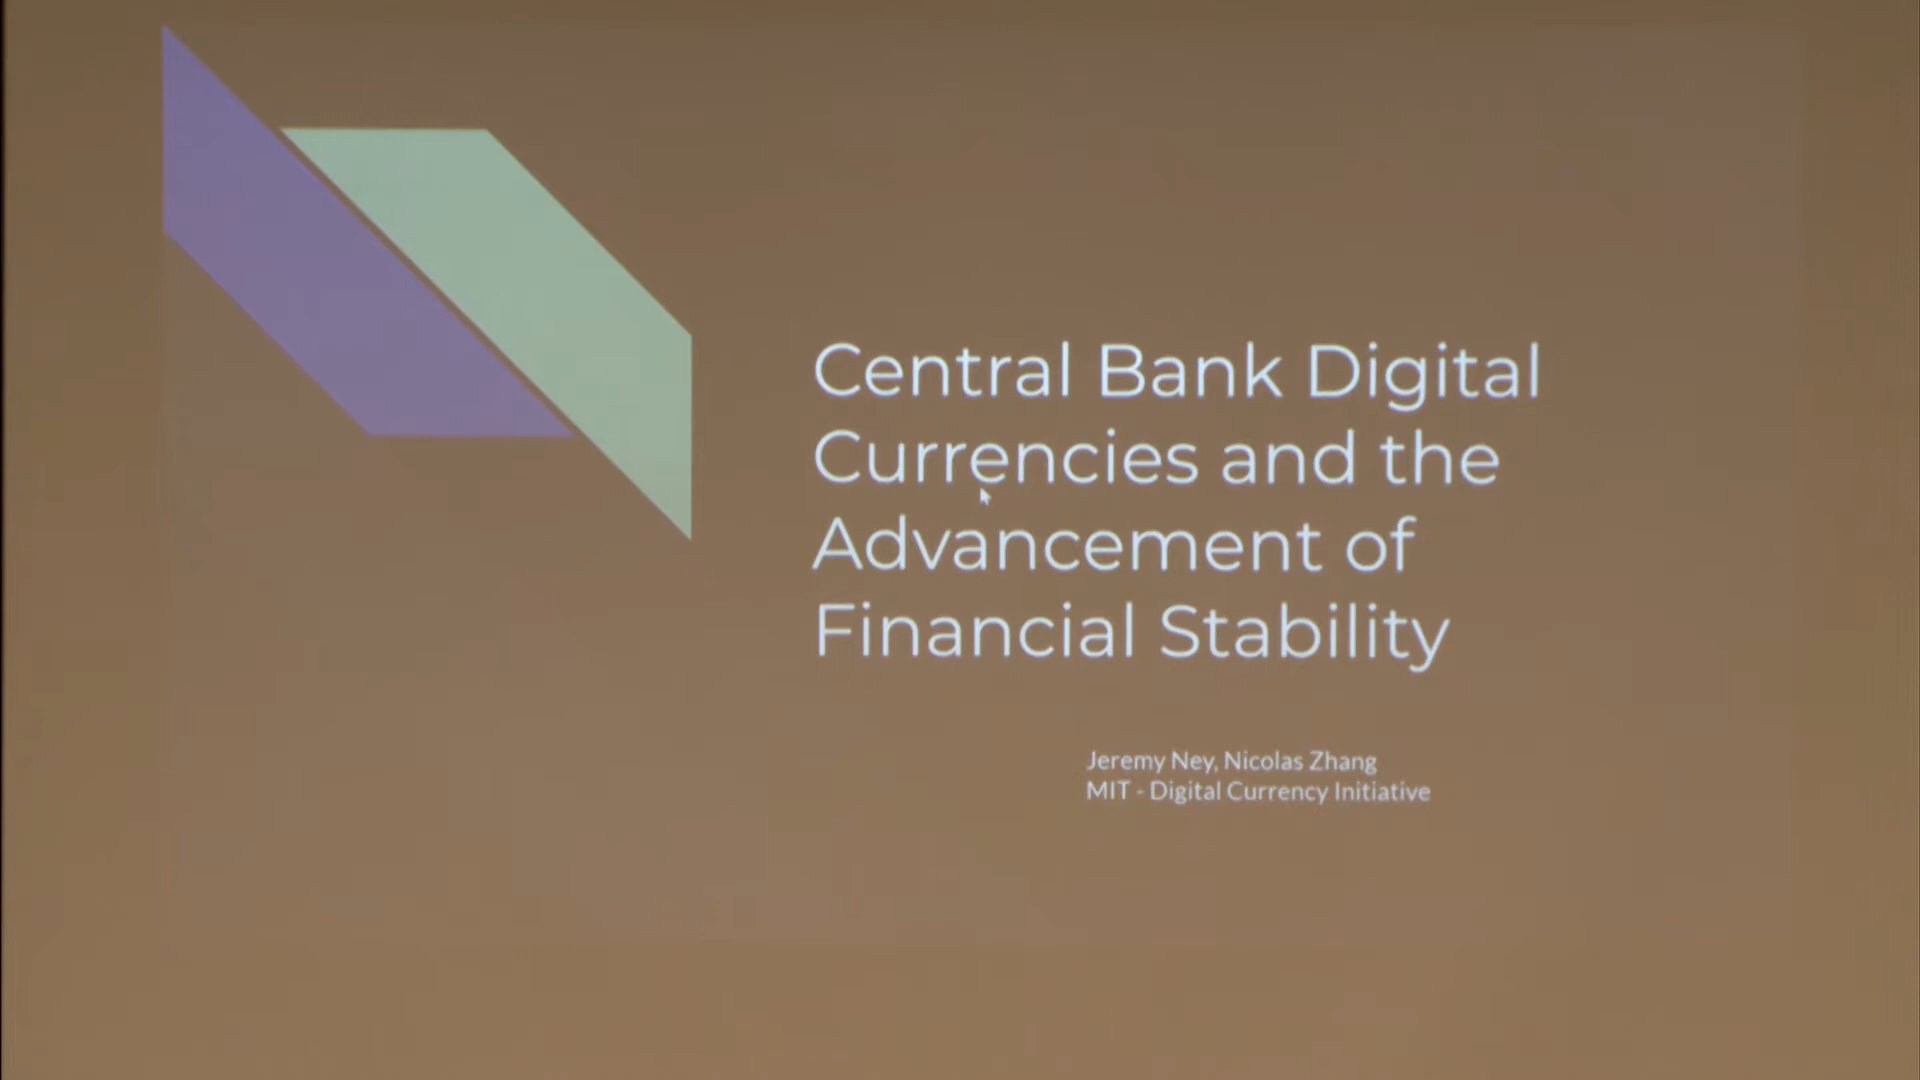 Central Bank Digital
Currencies and the
Advancement of
Financial Stability
Jeremy Ney, Nicolas Zhang
MIT - Digital Currency Initiative